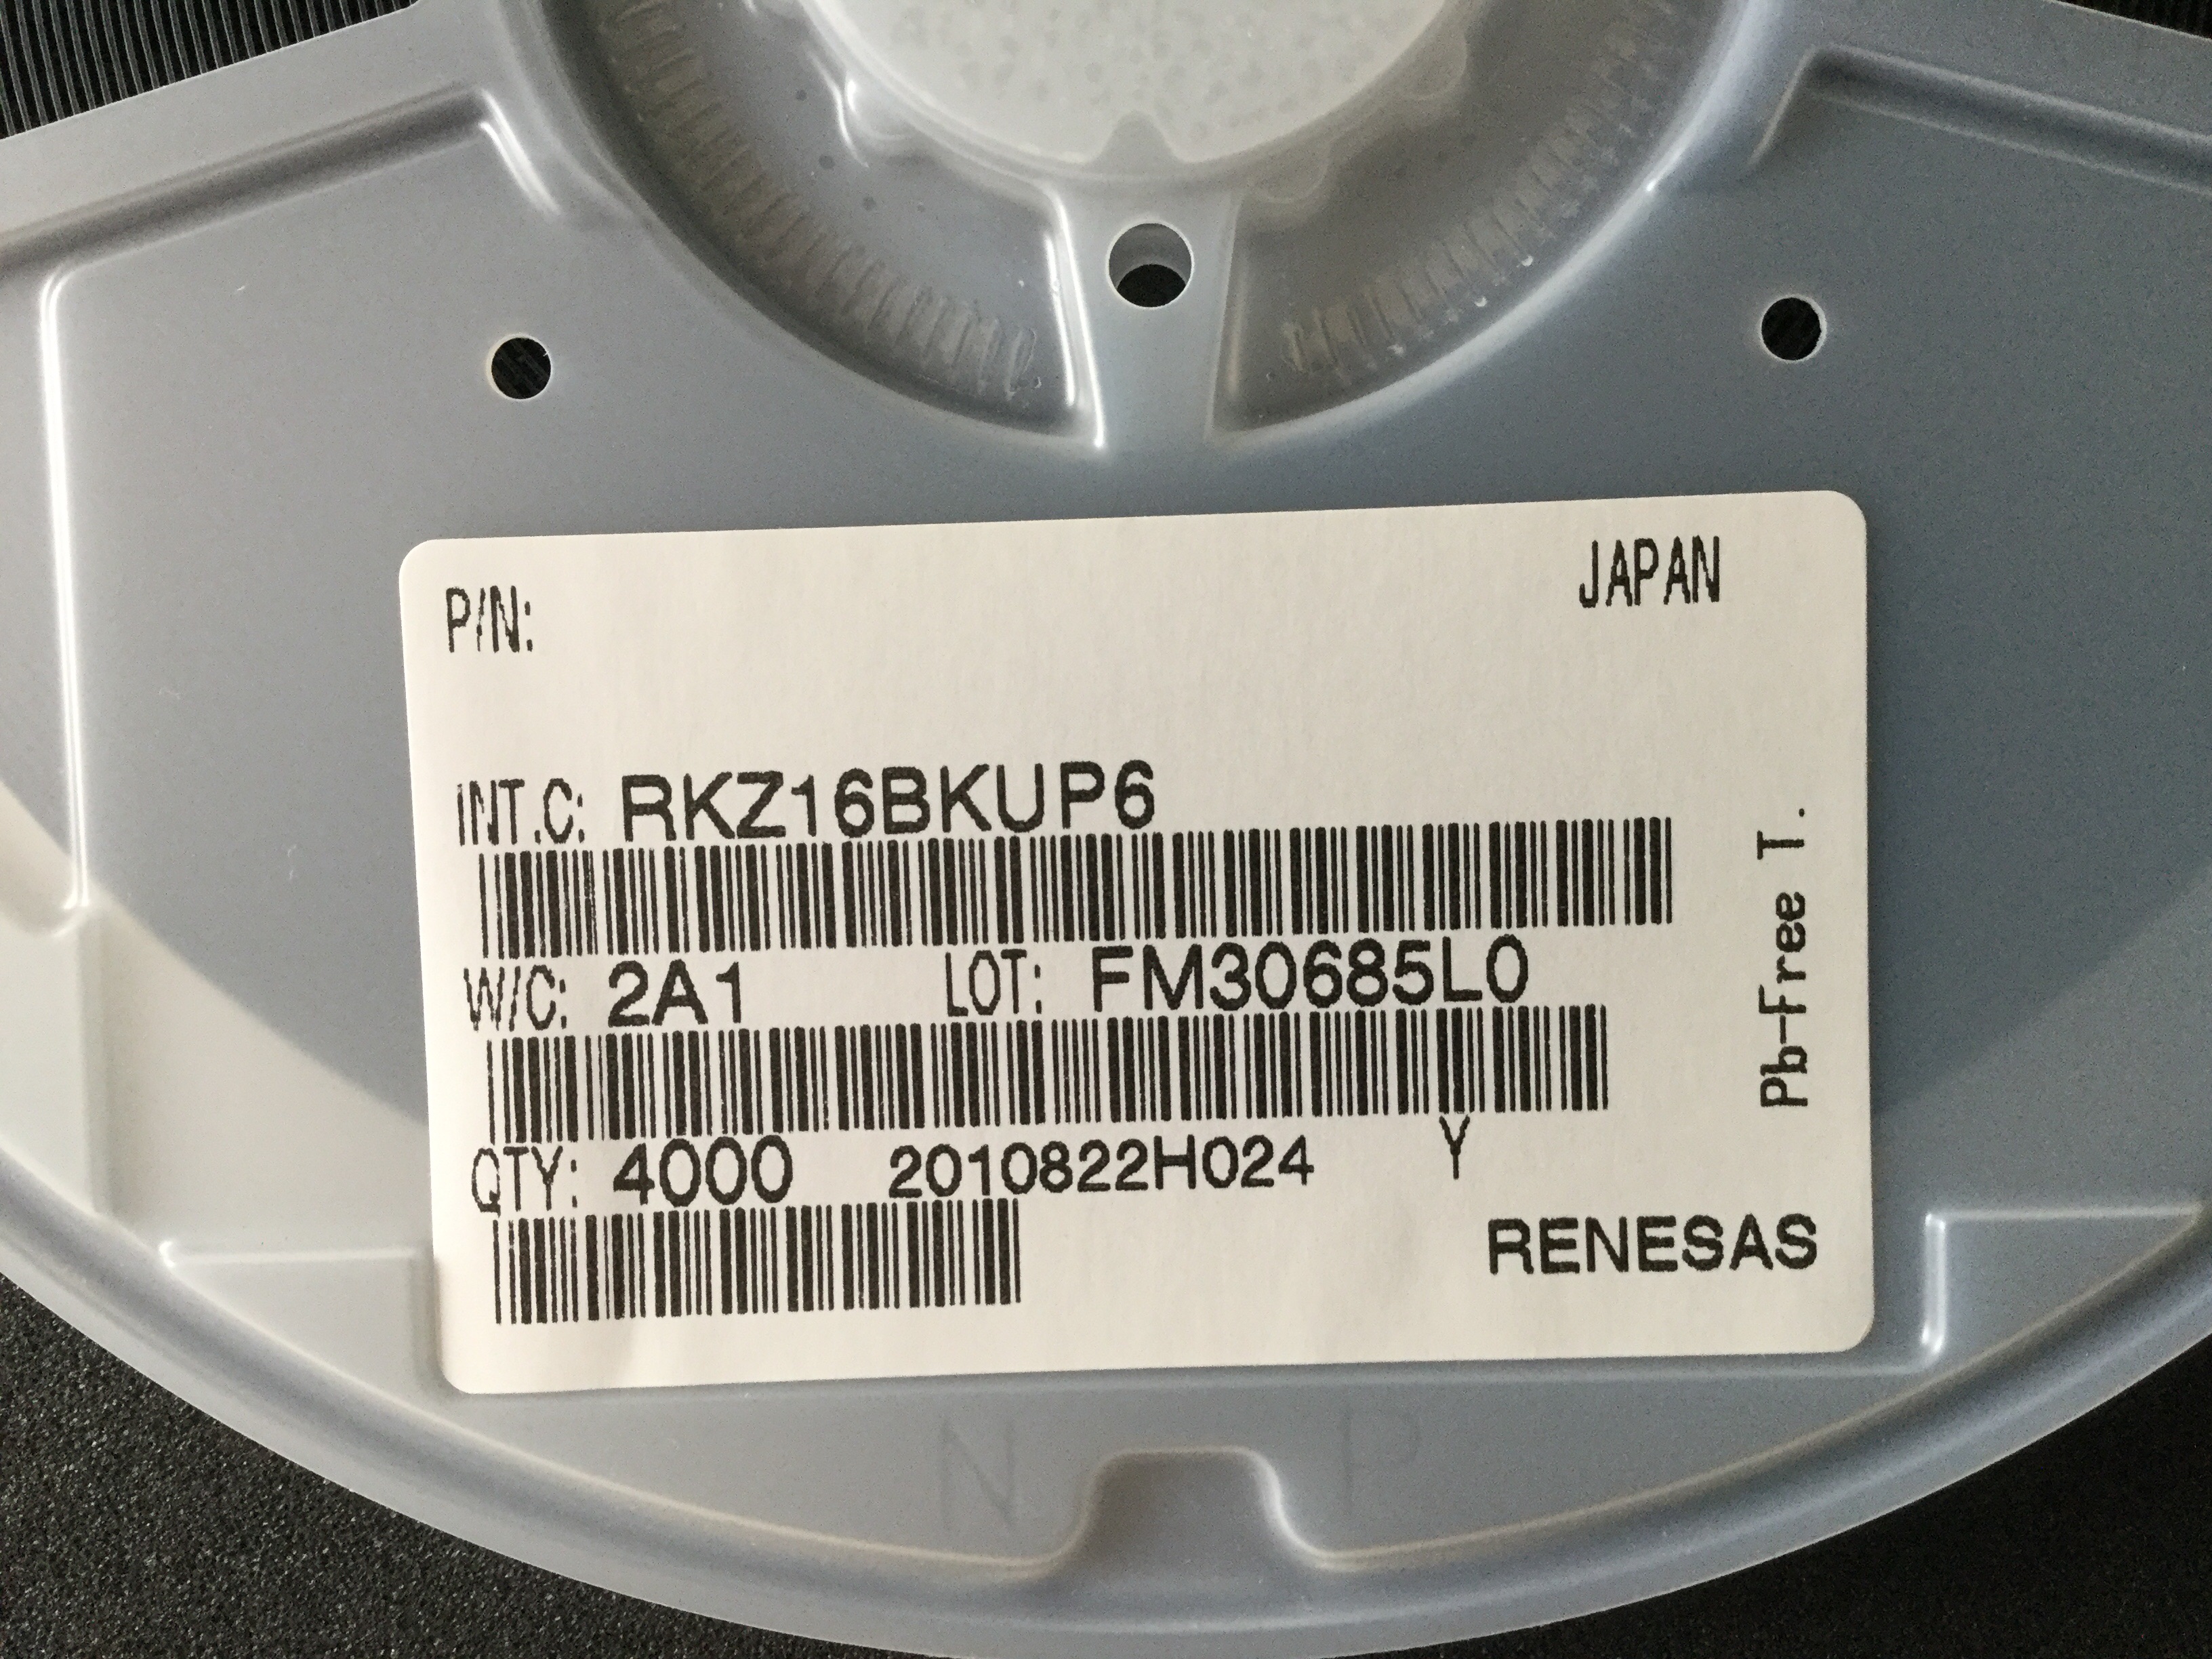 P/N: JAPAN
INT.C: RKZ16BKUP6
W/C: 2A1 LOT: FM30685L0
QTY: 4000 2010822H024 Y
RENESAS
Pb-Free T.
N P